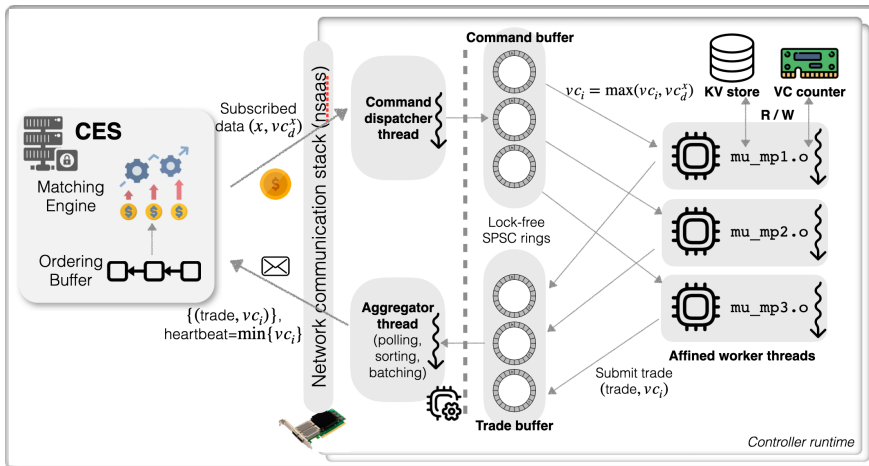 CES
Matching
Engine
Ordering
Buffer
Subscribed
data (x, vc_d^x)
{(trade, vc_i)},
heartbeat=min{vc_i}
Network communication stack (nsaas)
Command
dispatcher
thread
Aggregator
thread
(polling,
sorting,
batching)
Command buffer
Lock-free
SPSC rings
Trade buffer
vc_i = max(vc_i, vc_d^x)
KV store
VC counter
R / W
mu_mp1.o
mu_mp2.o
mu_mp3.o
Affined worker threads
Submit trade
(trade, vc_i)
Controller runtime